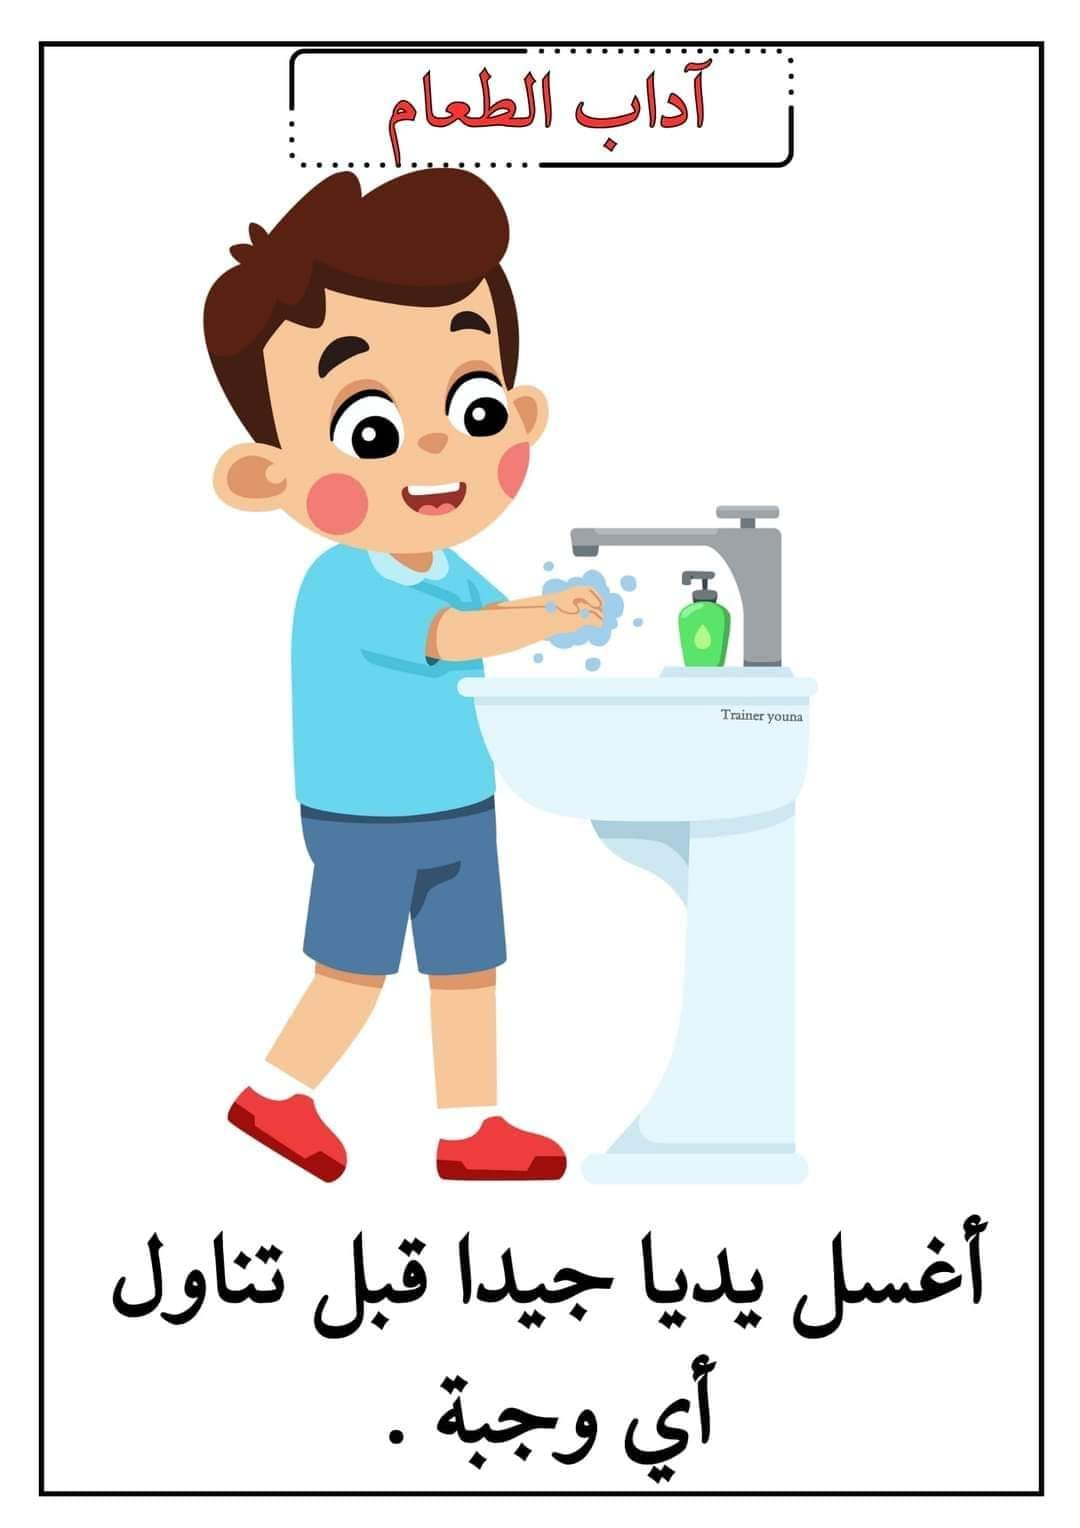 آداب الطعام
Trainer youna
أغسل يديا جيدا قبل تناول
أي وجبة .